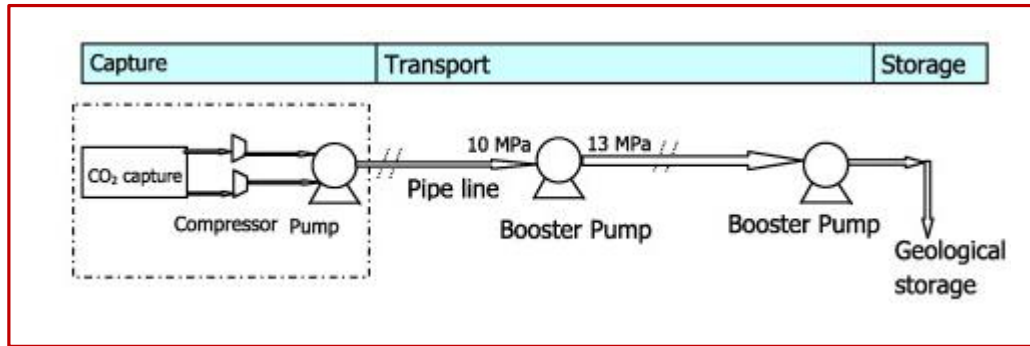 Capture
Transport
Storage
10 MPa
13 MPa
CO₂ capture
Pipe line
Compressor
Pump
Booster Pump
Booster Pump
Geological
storage